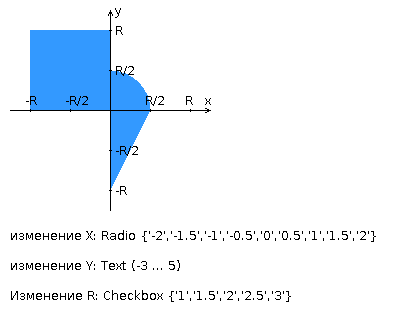 y
R
R/2
-R -R/2 R/2 R x
-R/2
-R
изменение X: Radio {'-2','-1.5','-1','-0.5','0','0.5','1','1.5','2'}
изменение Y: Text (-3 ... 5)
Изменение R: Checkbox {'1','1.5','2','2.5','3'}